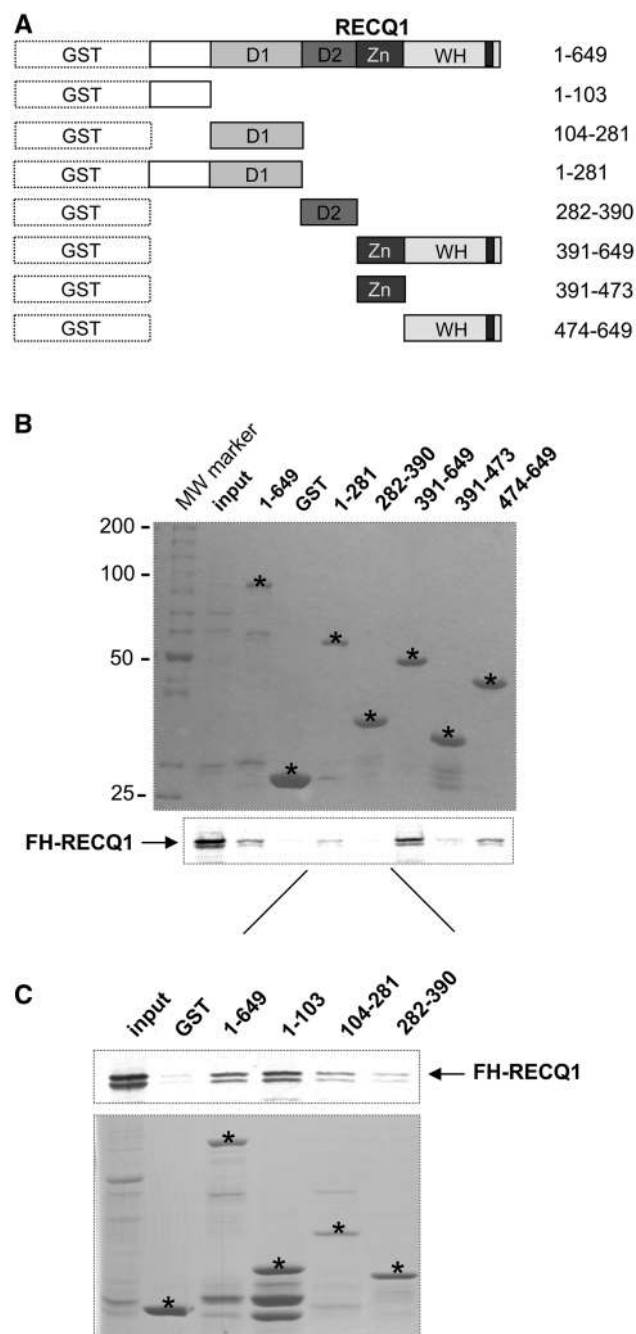 A
RECQ1
GST D1 D2 Zn WH 1-649
GST 1-103
GST D1 104-281
GST D1 1-281
GST D2 282-390
GST Zn WH 391-649
GST Zn 391-473
GST WH 474-649
B
MW marker input 1-649 GST 1-281 282-390 391-649 391-473 474-649
200 -
100 -
50 -
25 -
* * * * * * *
FH-RECQ1
C
input GST 1-649 1-103 104-281 282-390
FH-RECQ1
* * * * *